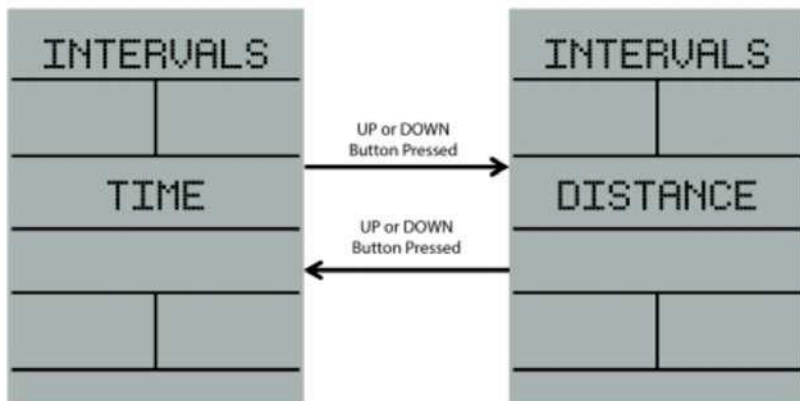 INTERVALS
TIME
UP or DOWN
Button Pressed
UP or DOWN
Button Pressed
INTERVALS
DISTANCE